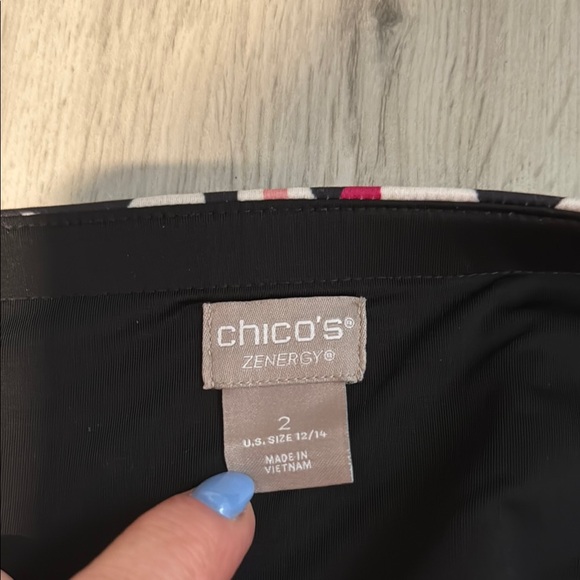 chico's®
ZENERGY®
2
U.S. SIZE 12/14
MADE IN
VIETNAM